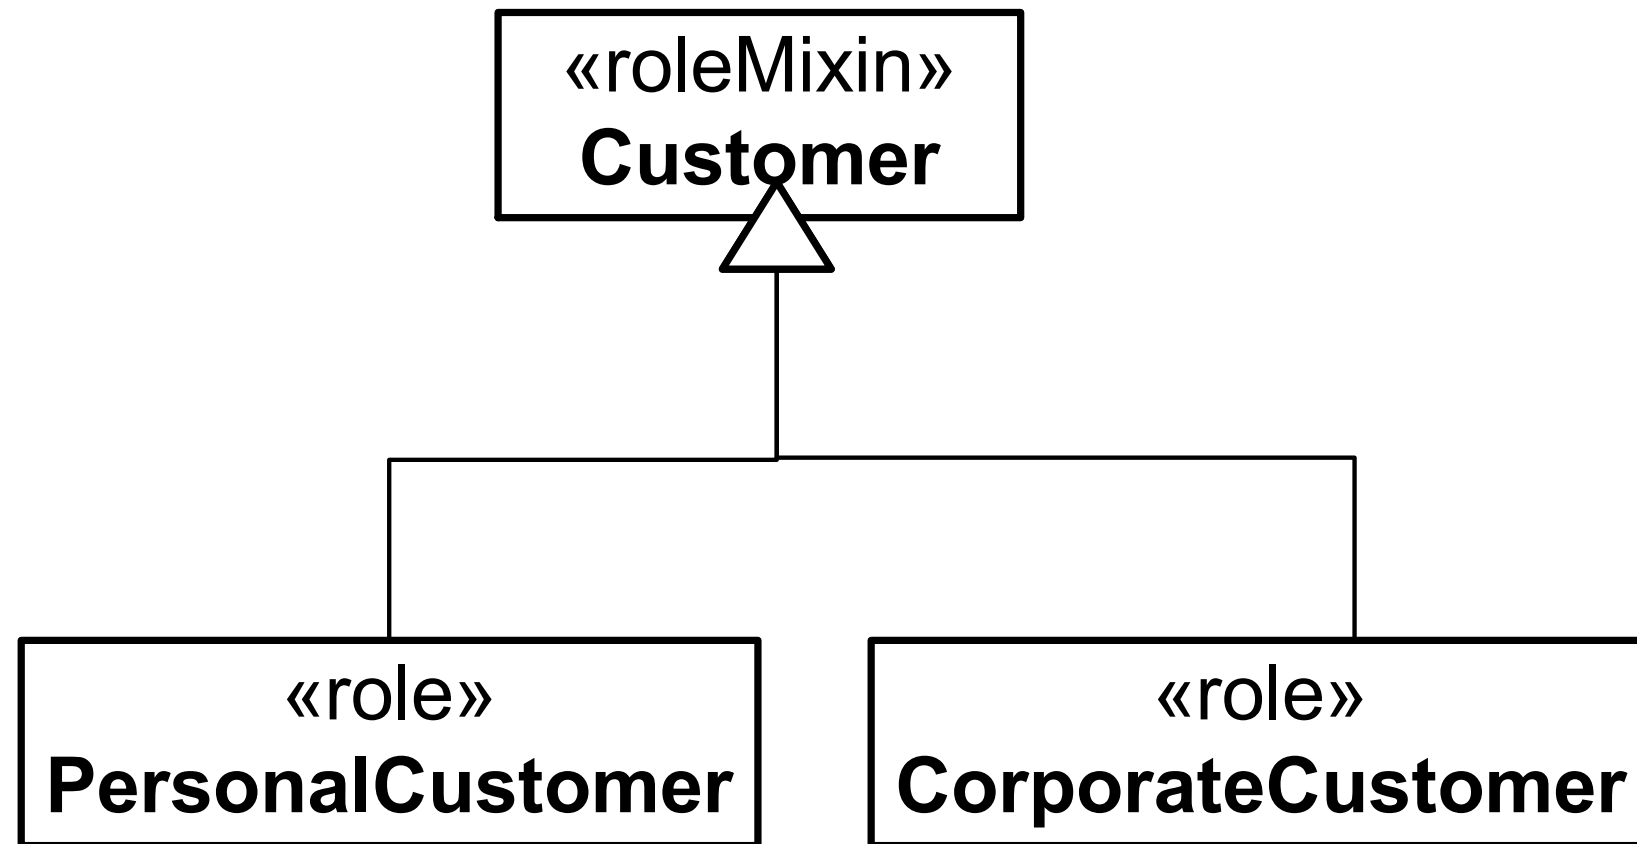 «roleMixin»
Customer
«role»
PersonalCustomer
«role»
CorporateCustomer